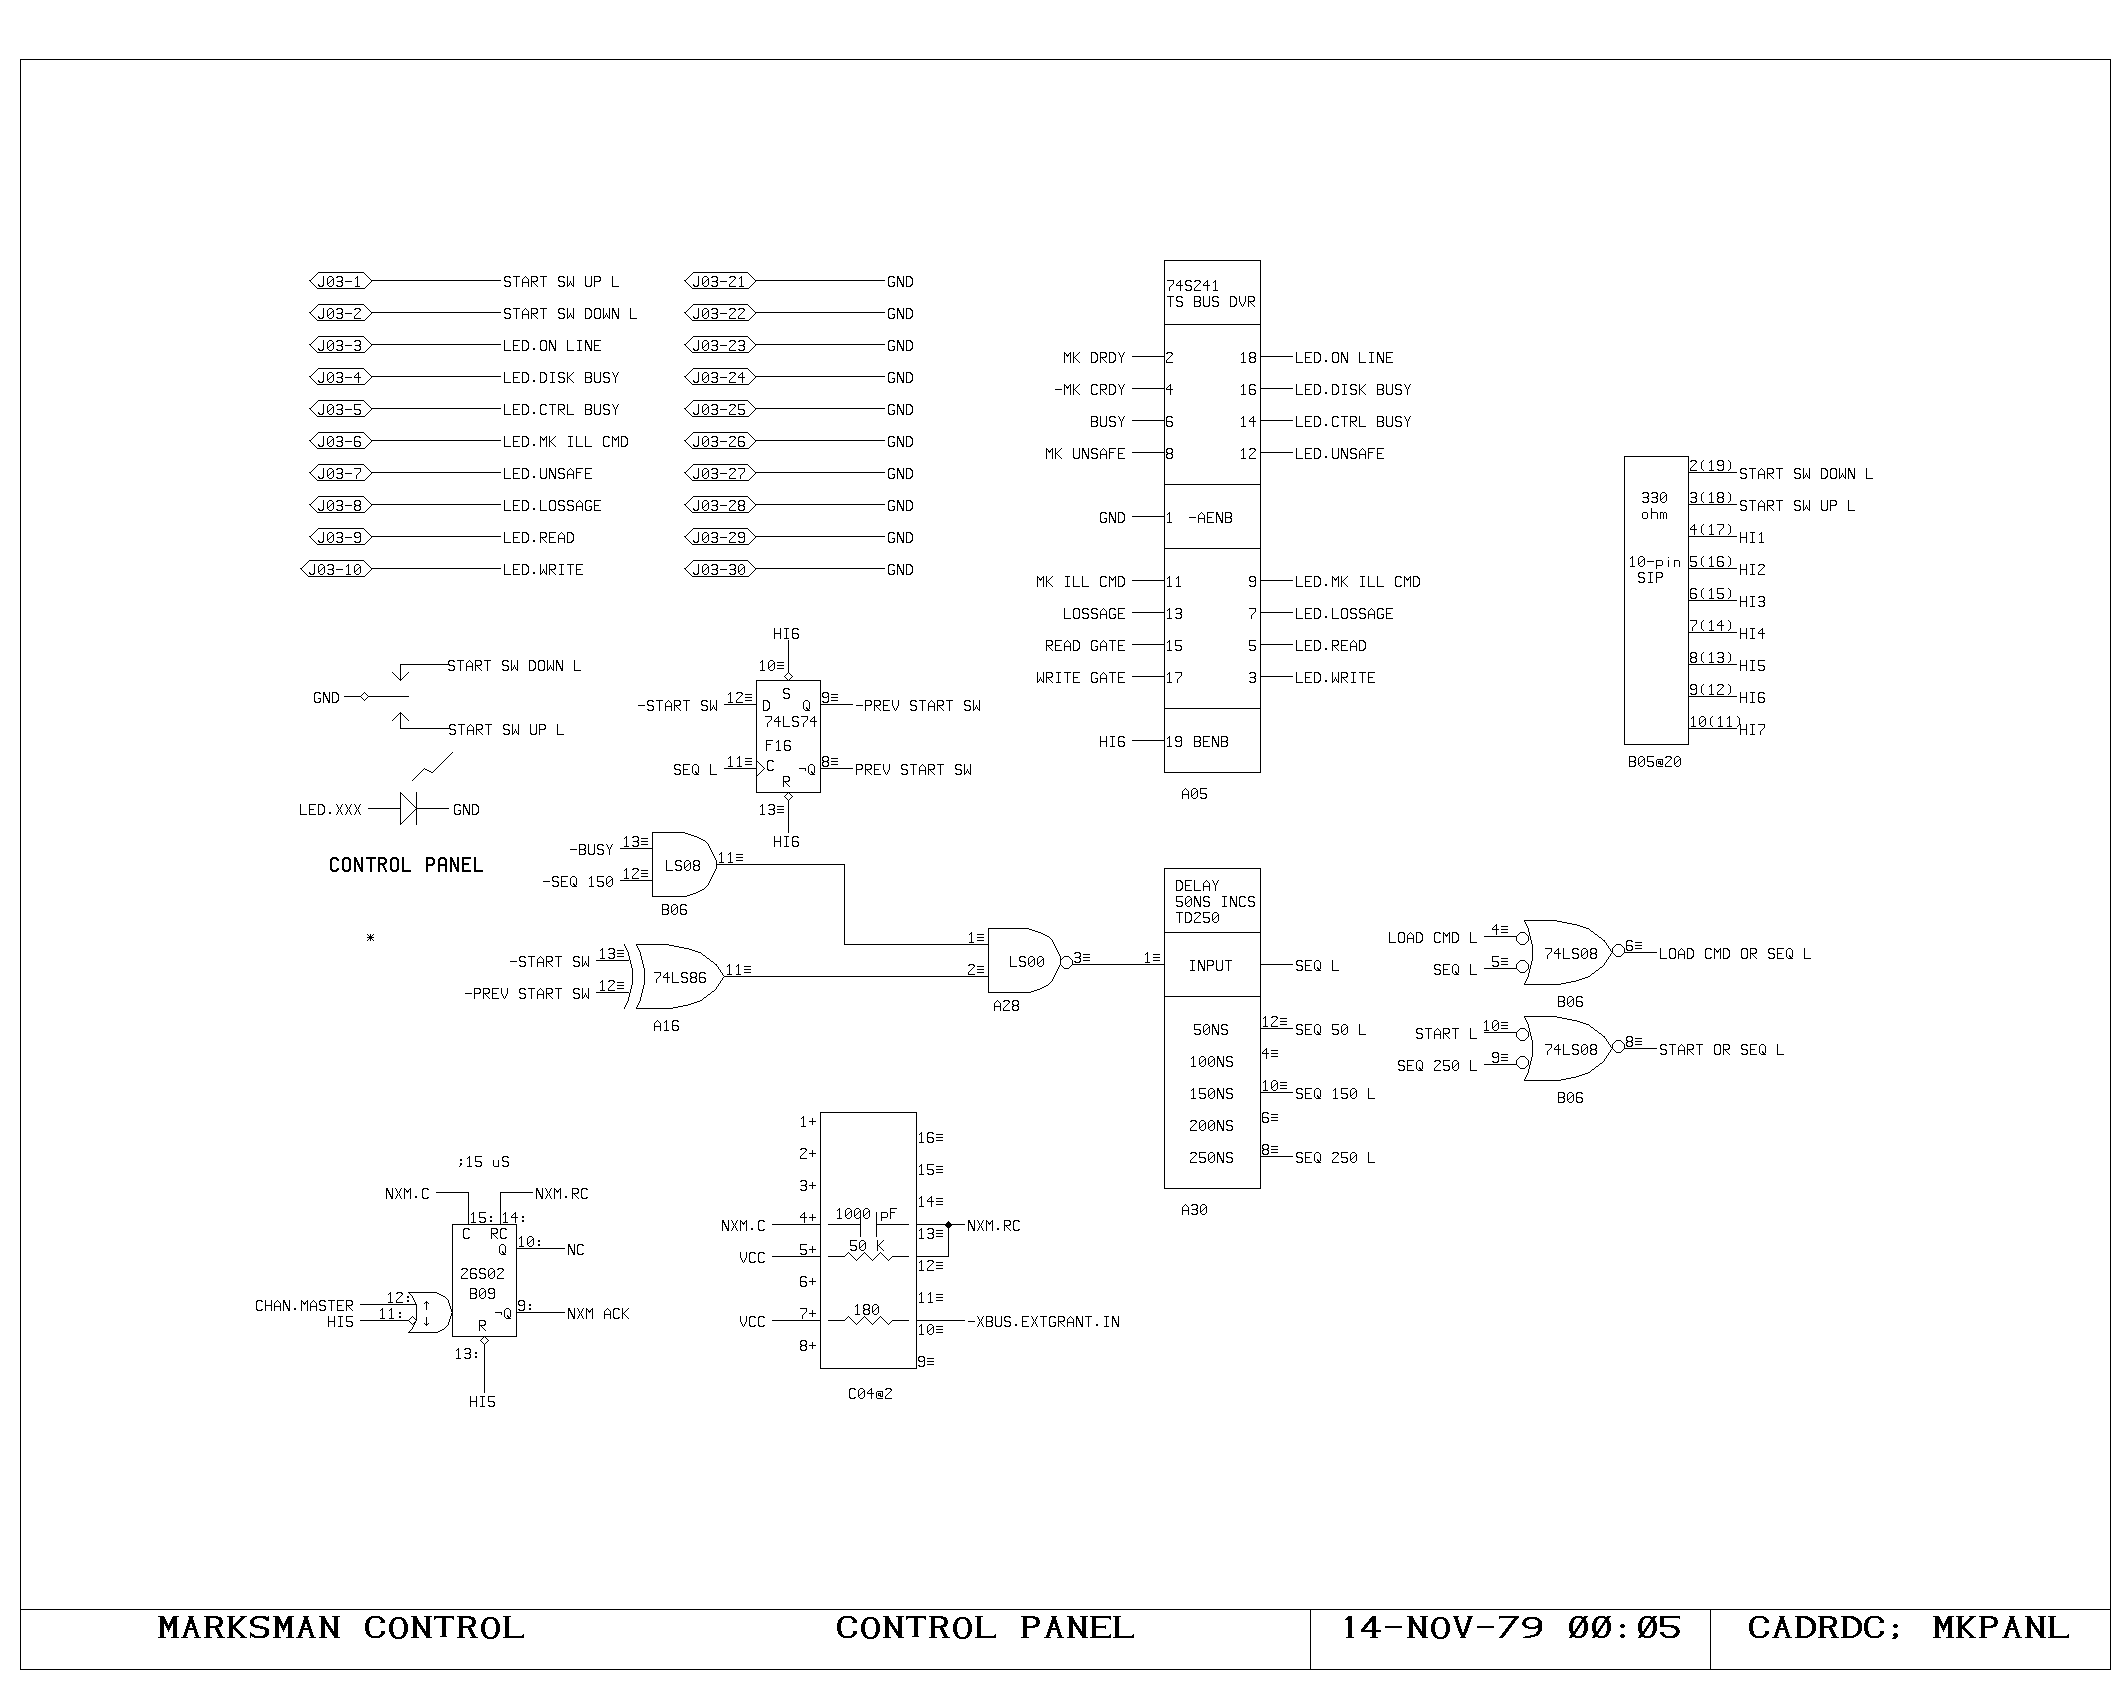 J03-1 START SW UP L
J03-2 START SW DOWN L
J03-3 LED.ON LINE
J03-4 LED.DISK BUSY
J03-5 LED.CTRL BUSY
J03-6 LED.MK ILL CMD
J03-7 LED.UNSAFE
J03-8 LED.LOSSAGE
J03-9 LED.READ
J03-10 LED.WRITE
J03-21 GND
J03-22 GND
J03-23 GND
J03-24 GND
J03-25 GND
J03-26 GND
J03-27 GND
J03-28 GND
J03-29 GND
J03-30 GND
74S241
TS BUS DVR
MK DRDY 2 18 LED.ON LINE
-MK CRDY 4 16 LED.DISK BUSY
BUSY 6 14 LED.CTRL BUSY
MK UNSAFE 8 12 LED.UNSAFE
GND 1 -AENB
MK ILL CMD 11 9 LED.MK ILL CMD
LOSSAGE 13 7 LED.LOSSAGE
READ GATE 15 5 LED.READ
WRITE GATE 17 3 LED.WRITE
HI6 19 BENB
A05
2(19) START SW DOWN L
330 3(18) START SW UP L
ohm
4(17) HI1
10-pin 5(16) HI2
SIP
6(15) HI3
7(14) HI4
8(13) HI5
9(12) HI6
10(11) HI7
B05@20
START SW DOWN L
GND
START SW UP L
LED.XXX GND
CONTROL PANEL
*
HI6
10≡
S
-START SW 12≡ D Q 9≡ -PREV START SW
74LS74
F16
SEQ L 11≡ C ¬Q 8≡ PREV START SW
R
13≡
HI6
-BUSY 13≡
LS08 11≡
-SEQ 150 12≡
B06
-START SW 13≡
74LS86 11≡
-PREV START SW 12≡
A16
1≡
LS00 3≡
2≡
A28
DELAY
50NS INCS
TD250
1≡ INPUT SEQ L
50NS 12≡ SEQ 50 L
100NS 4≡
150NS 10≡ SEQ 150 L
200NS 6≡
250NS 8≡ SEQ 250 L
A30
LOAD CMD L 4≡
74LS08 6≡ LOAD CMD OR SEQ L
SEQ L 5≡
B06
START L 10≡
74LS08 8≡ START OR SEQ L
SEQ 250 L 9≡
B06
;15 uS
NXM.C NXM.RC
15: 14:
C RC
Q 10: NC
26S02
B09
CHAN.MASTER 12: ↑
HI5 11: ↓
¬Q 9: NXM ACK
R
13:
HI5
1+ 16≡
2+ 15≡
3+ 14≡
NXM.C 4+ 1000 pF 13≡ NXM.RC
VCC 5+ 50 K 12≡
6+ 11≡
VCC 7+ 180 10≡ -XBUS.EXTGRANT.IN
8+ 9≡
C04@2
MARKSMAN CONTROL CONTROL PANEL 14-NOV-79 00:05 CADRDC; MKPANL